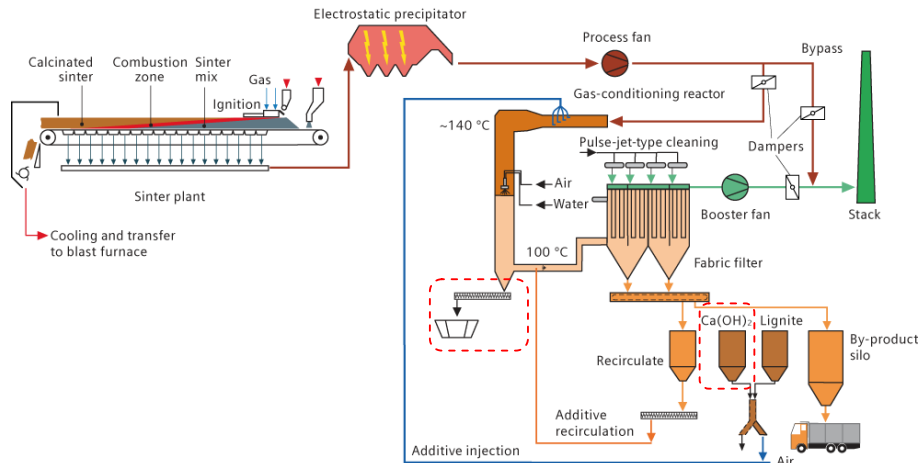 Electrostatic precipitator
Process fan
Bypass
Calcinated
sinter
Combustion
zone
Sinter
mix
Gas
Ignition
Gas-conditioning reactor
~140 °C
Pulse-jet-type cleaning
Dampers
Air
Water
Sinter plant
Booster fan
Stack
Cooling and transfer
to blast furnace
100 °C
Fabric filter
Ca(OH)₂
Lignite
By-product
silo
Recirculate
Additive
recirculation
Additive injection
Air